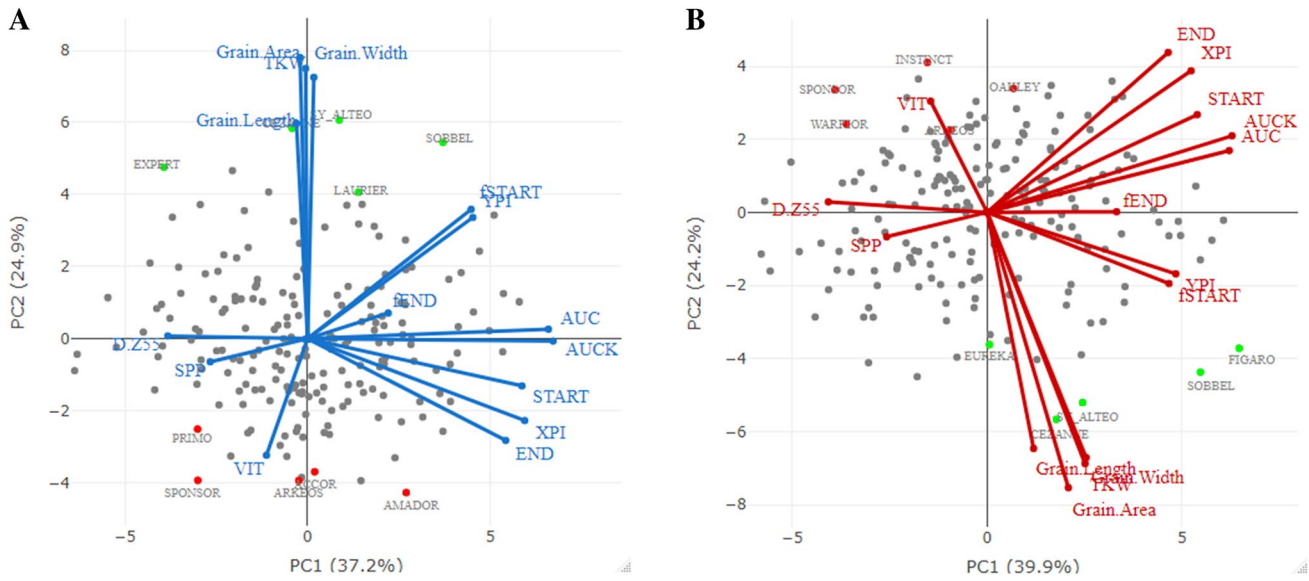 A
8
6
4
2
0
−2
−4
−5
0
5
PC2 (24.9%)
PC1 (37.2%)
Grain.Area
Grain.Width
TKW
Grain.Length
SY_ALTEO
SOBBEL
EXPERT
LAURIER
fSTART
YPI
fEND
AUC
AUCK
D.Z55
SPP
START
XPI
END
VIT
PRIMO
SPONSOR
ARKEOS
ACCOR
AMADOR
B
4
2
0
−2
−4
−6
−8
−5
0
5
PC2 (24.2%)
PC1 (39.9%)
END
XPI
INSTINCT
SPONSOR
OAKLEY
VIT
START
WARRIOR
ARKEOS
AUCK
AUC
D.Z55
fEND
SPP
YPI
fSTART
EUREKA
FIGARO
SOBBEL
SY_ALTEO
CEZANNE
Grain.Length
Grain.Width
TKW
Grain.Area